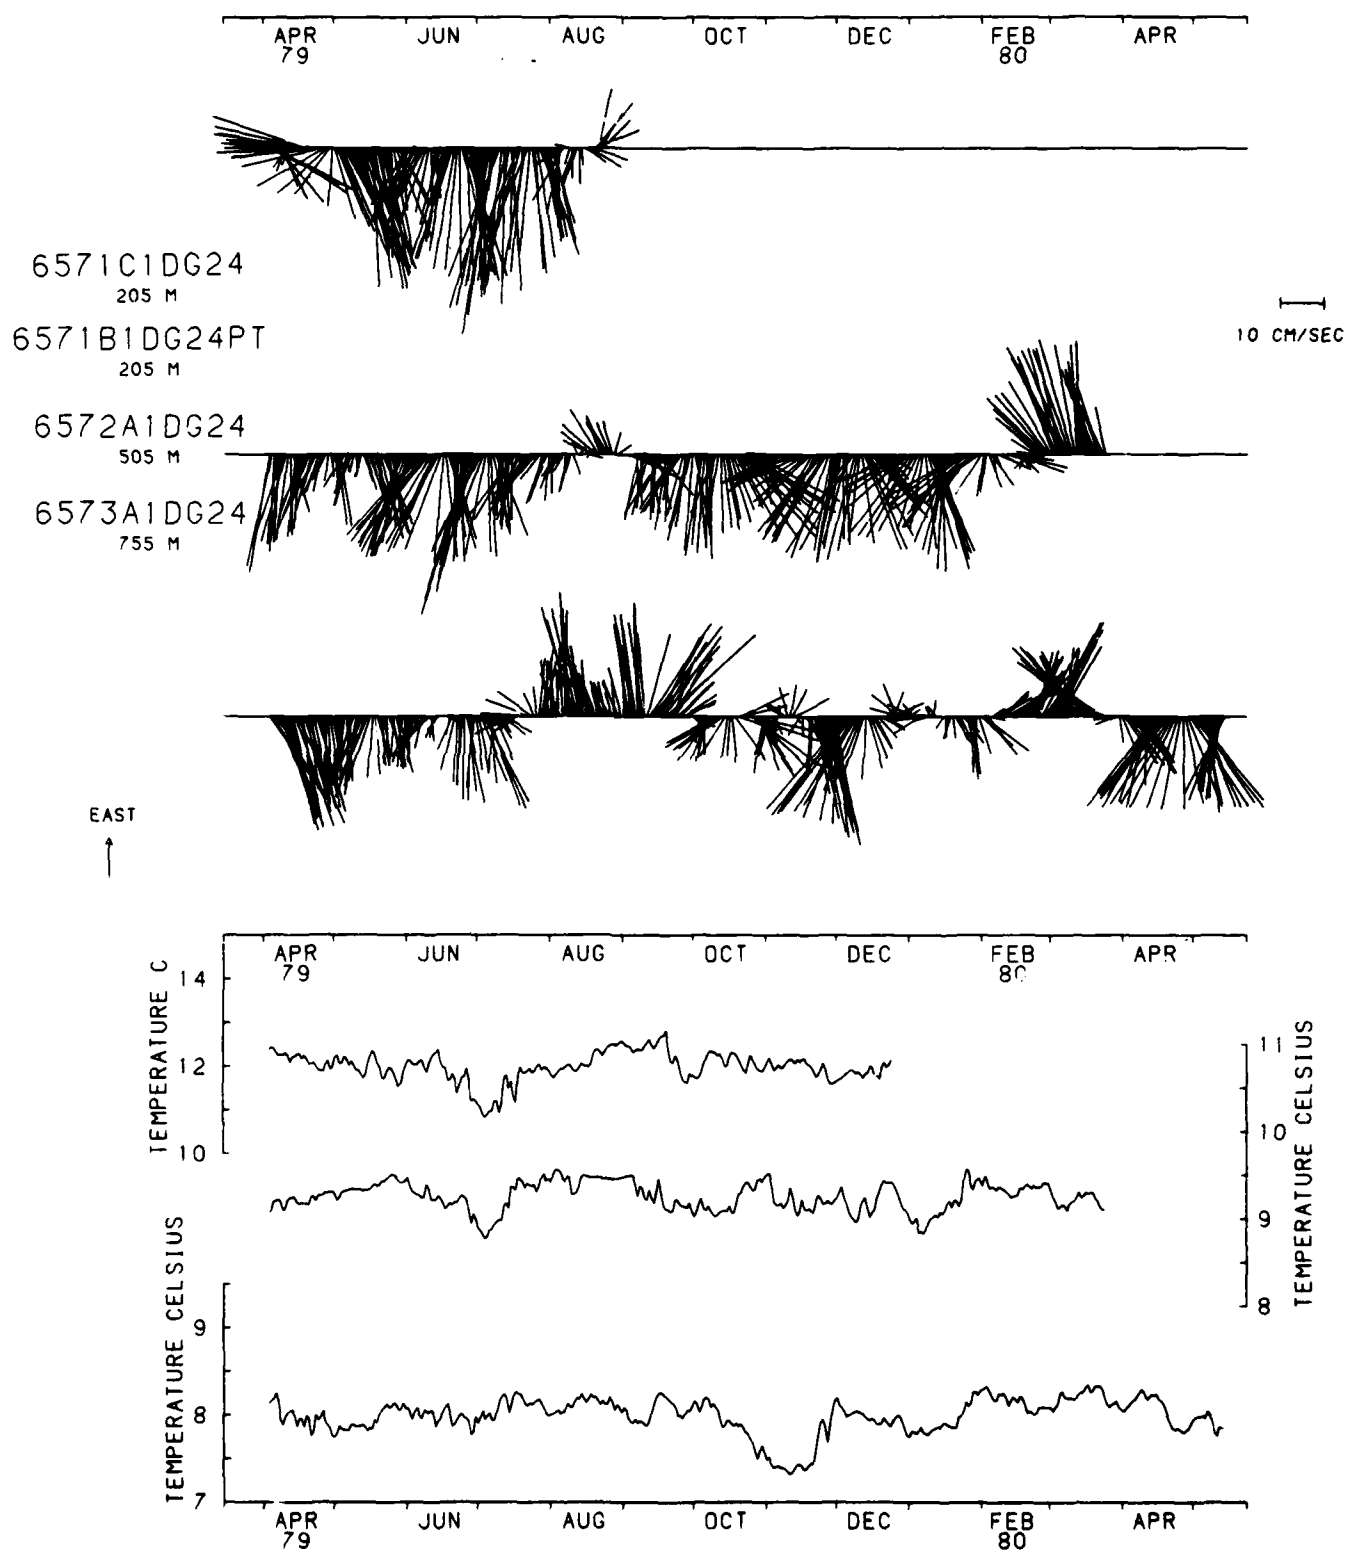 APR JUN AUG OCT DEC FEB APR
79 80
6571C1DG24
205 M
10 CM/SEC
6571B1DG24PT
205 M
6572A1DG24
505 M
6573A1DG24
755 M
EAST
APR JUN AUG OCT DEC FEB APR
79 80
TEMPERATURE C
14
12
10
TEMPERATURE CELSIUS
11
10
9
8
TEMPERATURE CELSIUS
9
8
7
APR JUN AUG OCT DEC FEB APR
79 80